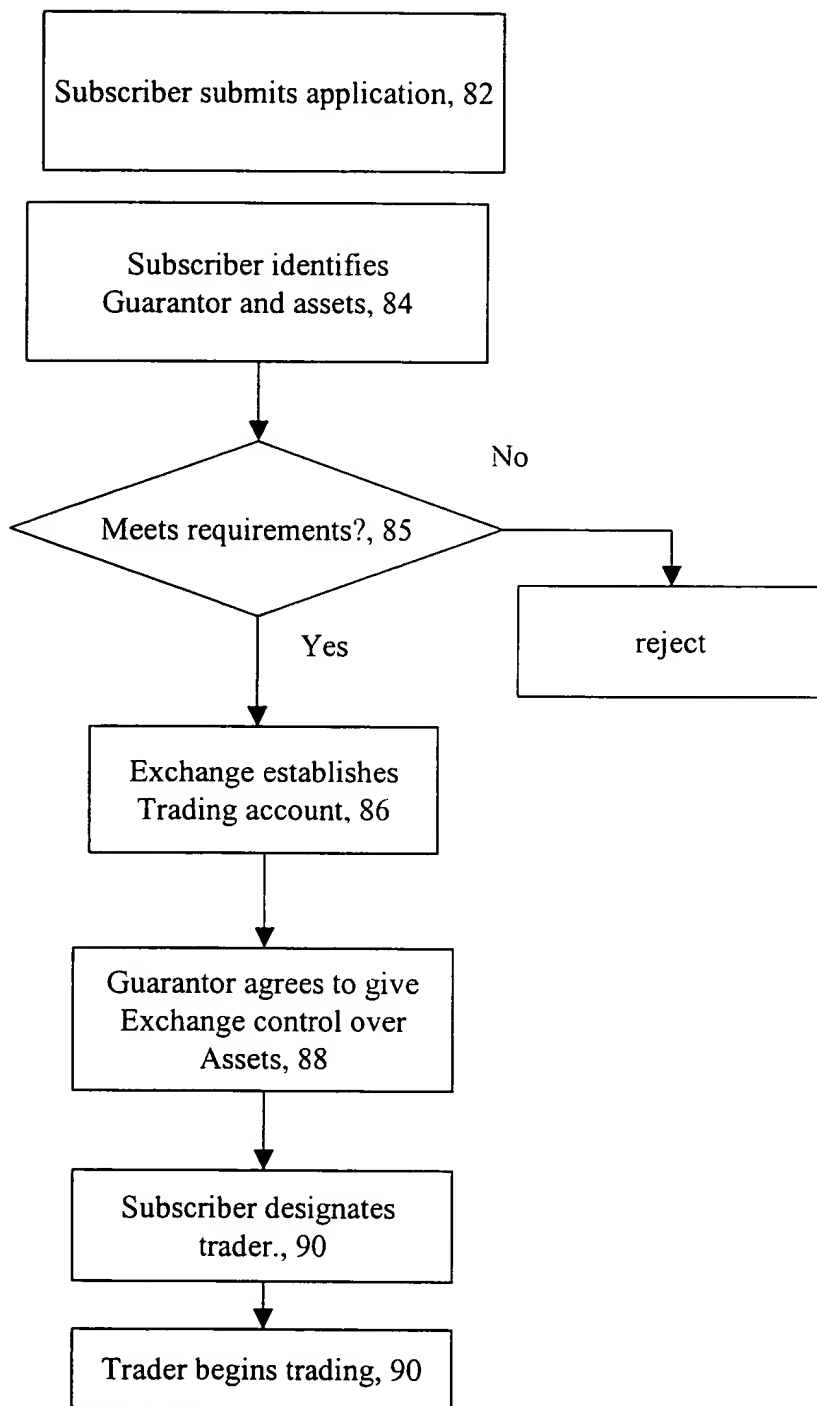 Subscriber submits application, 82
Subscriber identifies
Guarantor and assets, 84
No
Meets requirements?, 85
Yes
reject
Exchange establishes
Trading account, 86
Guarantor agrees to give
Exchange control over
Assets, 88
Subscriber designates
trader., 90
Trader begins trading, 90